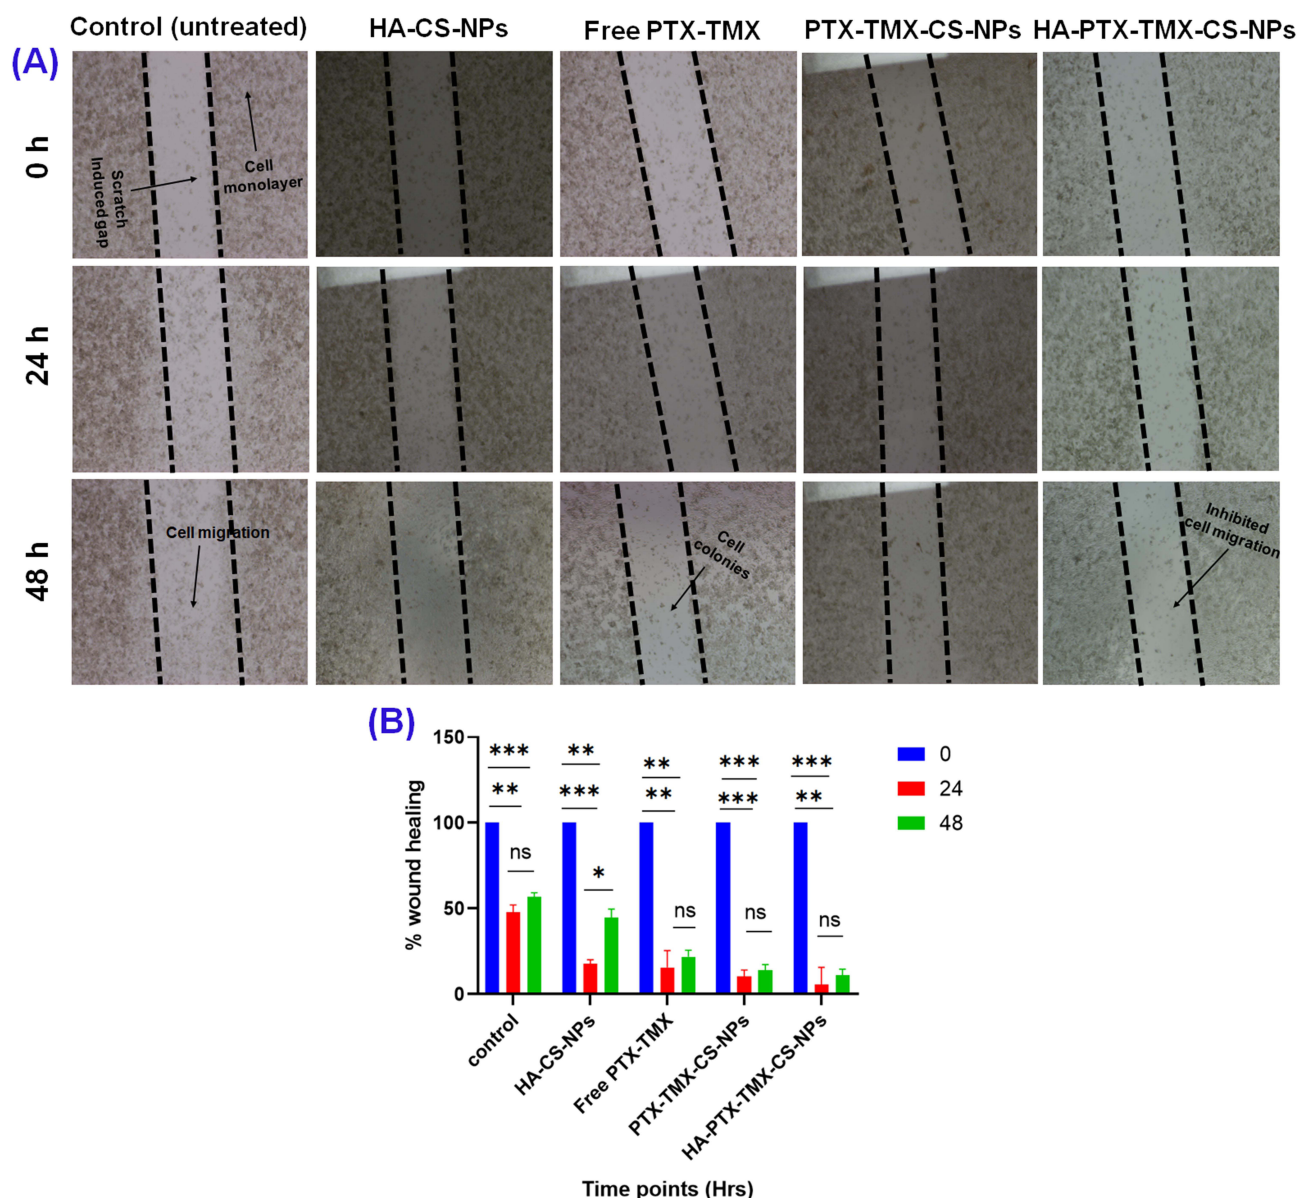 Control (untreated) HA-CS-NPs Free PTX-TMX PTX-TMX-CS-NPs HA-PTX-TMX-CS-NPs
(A)
0 h
Scratch
Induced gap
Cell
monolayer
24 h
48 h
Cell migration
Cell
colonies
Inhibited
cell migration
(B)
% wound healing
150
100
50
0
*** ** ** *** ***
** *** ** *** **
ns * ns ns ns
0
24
48
control
HA-CS-NPs
Free PTX-TMX
PTX-TMX-CS-NPs
HA-PTX-TMX-CS-NPs
Time points (Hrs)